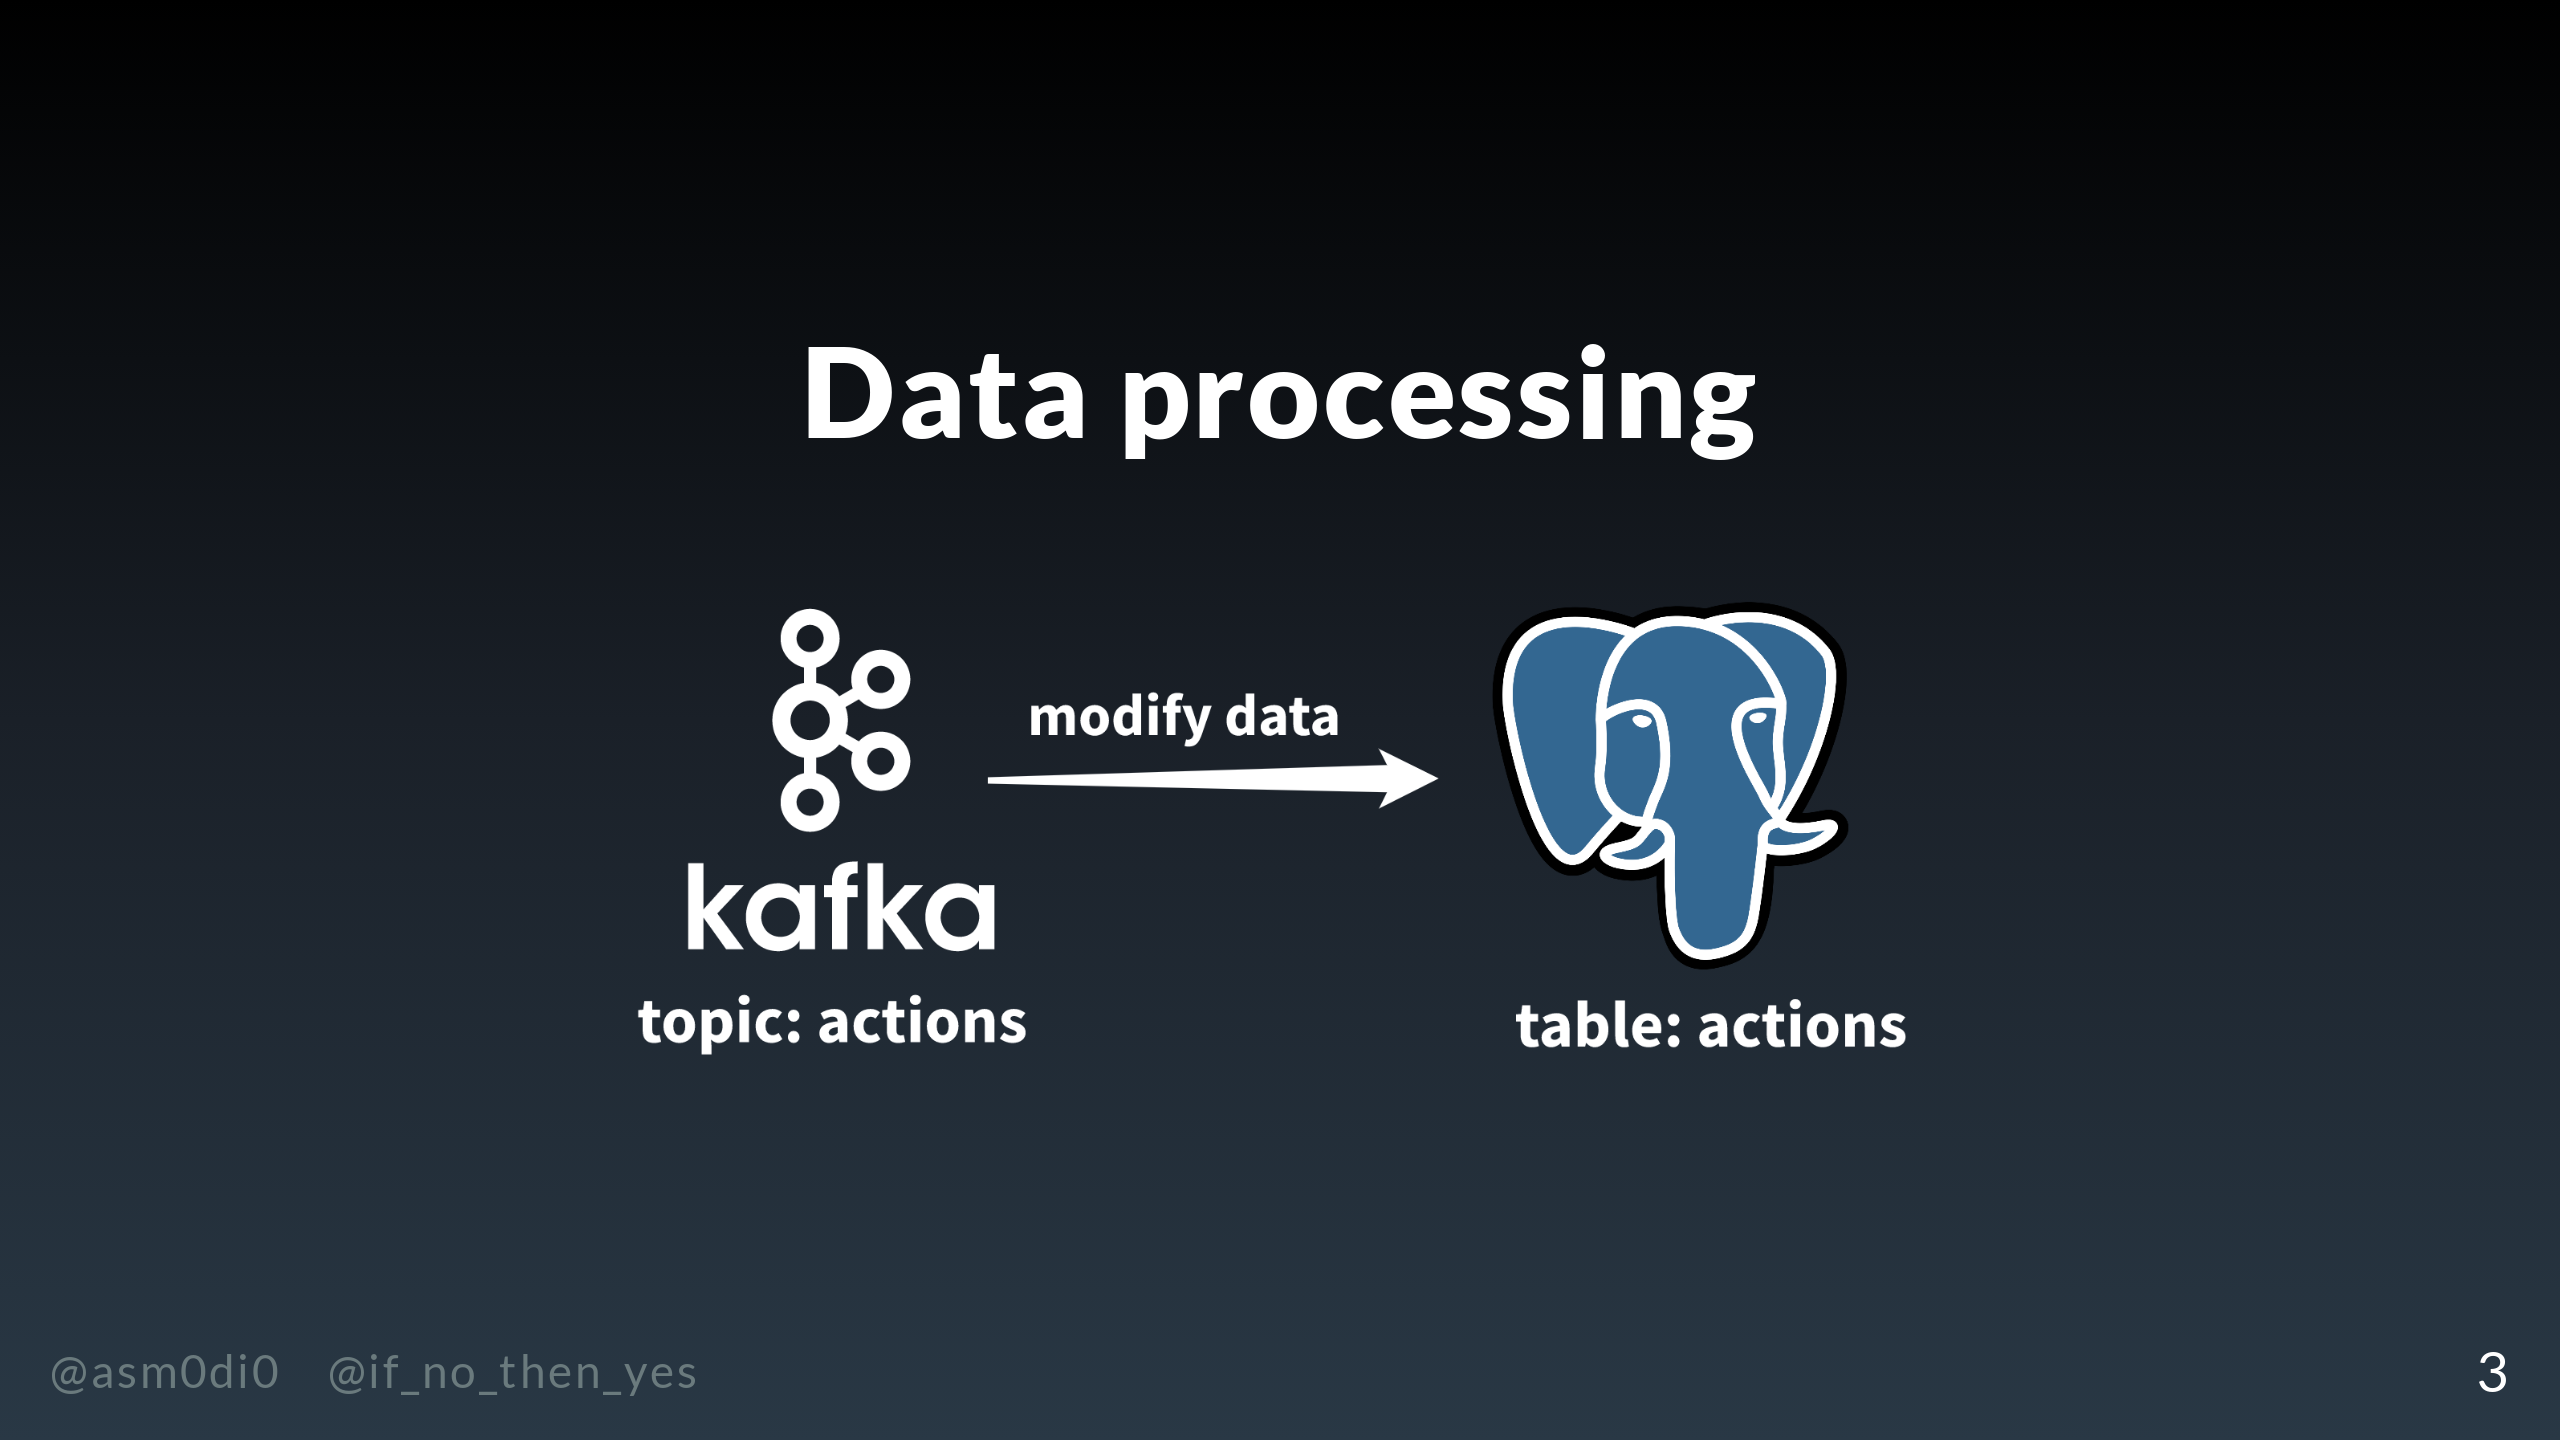 Data processing
modify data
kafka
topic: actions
table: actions
@asm0di0 @if_no_then_yes
3